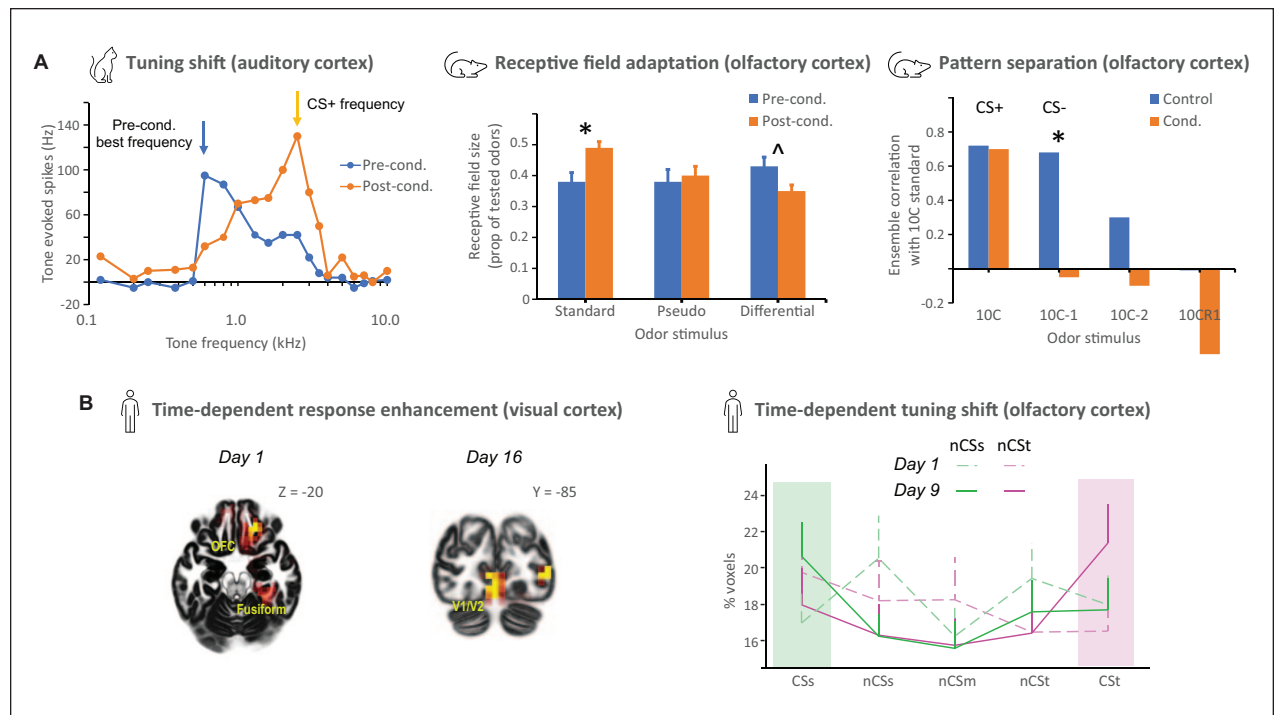 A
Tuning shift (auditory cortex)
Tone evoked spikes (Hz)
140
100
60
20
-20
Pre-cond.
best frequency
CS+ frequency
Pre-cond.
Post-cond.
0.1
1.0
10.0
Tone frequency (kHz)
Receptive field adaptation (olfactory cortex)
Pre-cond.
Post-cond.
Receptive field size
(prop of tested odors)
0.5
0.4
0.3
0.2
0.1
0
*
^
Standard
Pseudo
Differential
Odor stimulus
Pattern separation (olfactory cortex)
CS+
CS-
*
Control
Cond.
Ensemble correlation
with 10C standard
0.8
0.6
0.4
0.2
0
-0.2
10C
10C-1
10C-2
10CR1
Odor stimulus
B
Time-dependent response enhancement (visual cortex)
Day 1
Z = -20
OFC
Fusiform
Day 16
Y = -85
V1/V2
Time-dependent tuning shift (olfactory cortex)
nCSs
nCSt
Day 1
Day 9
% voxels
24
22
20
18
16
CSs
nCSs
nCSm
nCSt
CSt